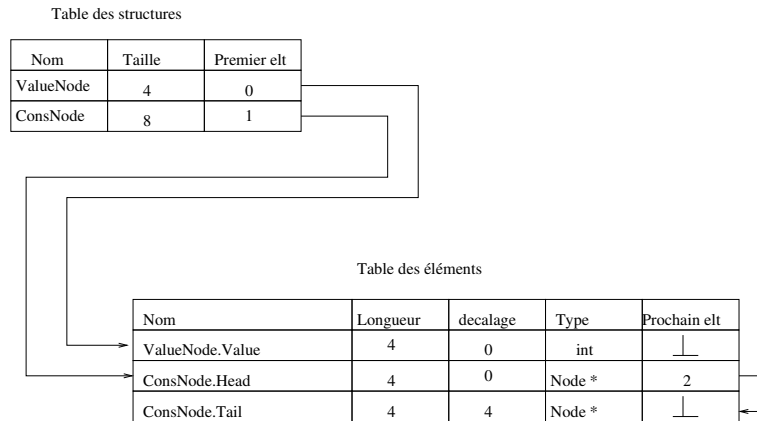 Table des structures
Nom Taille Premier elt
ValueNode 4 0
ConsNode 8 1
Table des éléments
Nom Longueur decalage Type Prochain elt
ValueNode.Value 4 0 int ⊥
ConsNode.Head 4 0 Node * 2
ConsNode.Tail 4 4 Node * ⊥